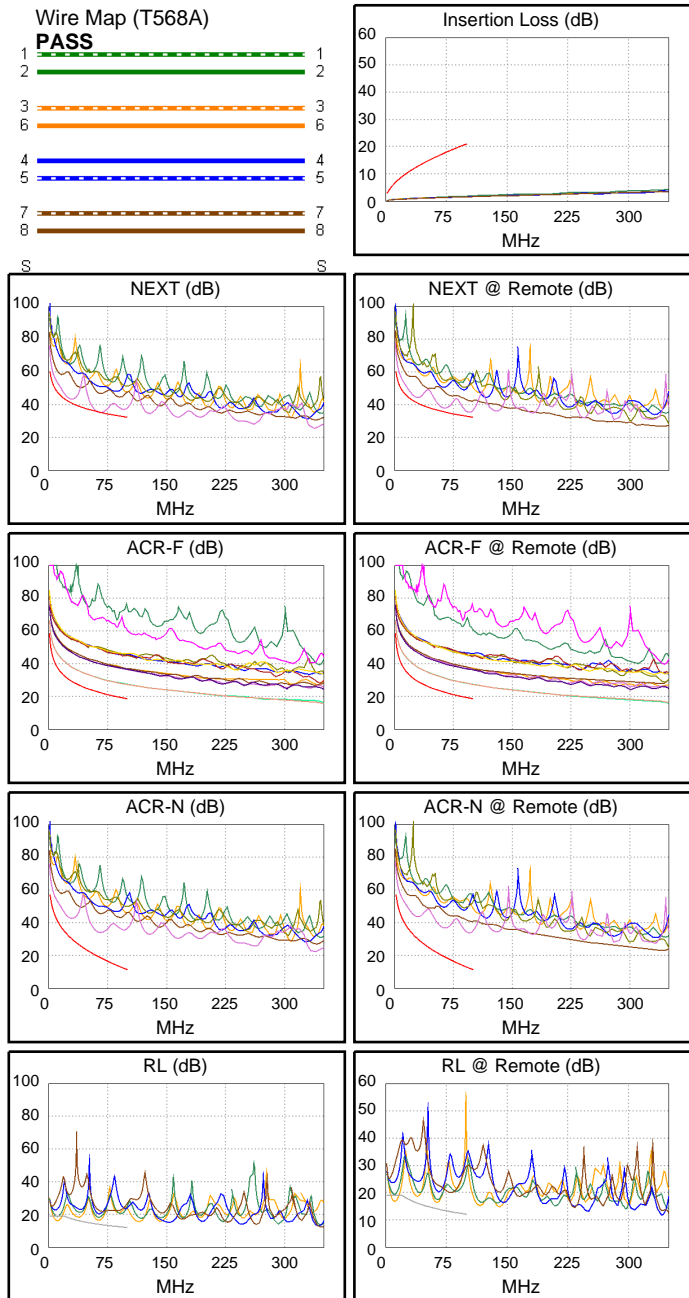 Wire Map (T568A)
PASS
1 1
2 2
3 3
6 6
4 4
5 5
7 7
8 8
S S
Insertion Loss (dB)
60
50
40
30
20
10
0
0 75 150 225 300
MHz
NEXT (dB)
100
80
60
40
20
0
0 75 150 225 300
MHz
NEXT @ Remote (dB)
100
80
60
40
20
0
0 75 150 225 300
MHz
ACR-F (dB)
100
80
60
40
20
0
0 75 150 225 300
MHz
ACR-F @ Remote (dB)
100
80
60
40
20
0
0 75 150 225 300
MHz
ACR-N (dB)
100
80
60
40
20
0
0 75 150 225 300
MHz
ACR-N @ Remote (dB)
100
80
60
40
20
0
0 75 150 225 300
MHz
RL (dB)
100
80
60
40
20
0
0 75 150 225 300
MHz
RL @ Remote (dB)
60
50
40
30
20
10
0
0 75 150 225 300
MHz